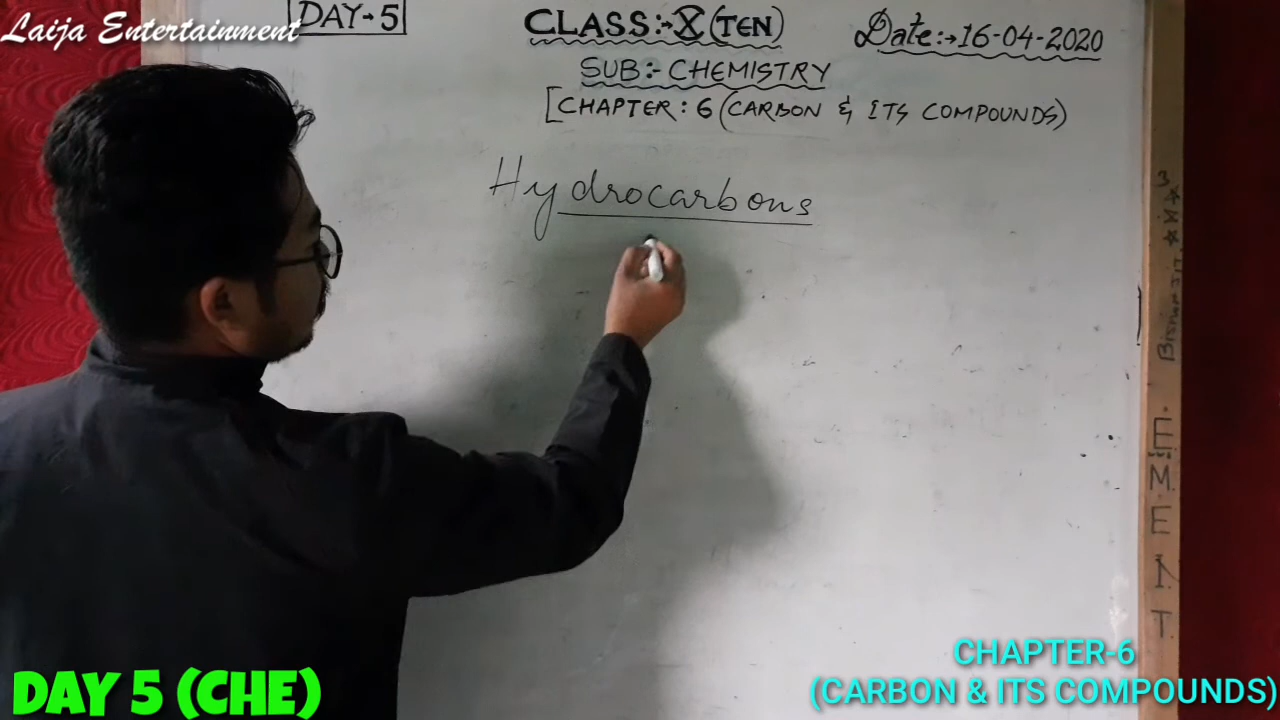 Laija Entertainment
DAY→5
CLASS:→X(TEN)
Date:→16-04-2020
SUB:- CHEMISTRY
[CHAPTER: 6 (CARBON & ITS COMPOUNDS)
Hydrocarbons
E
M
E
N
T
DAY 5 (CHE)
CHAPTER-6
(CARBON & ITS COMPOUNDS)